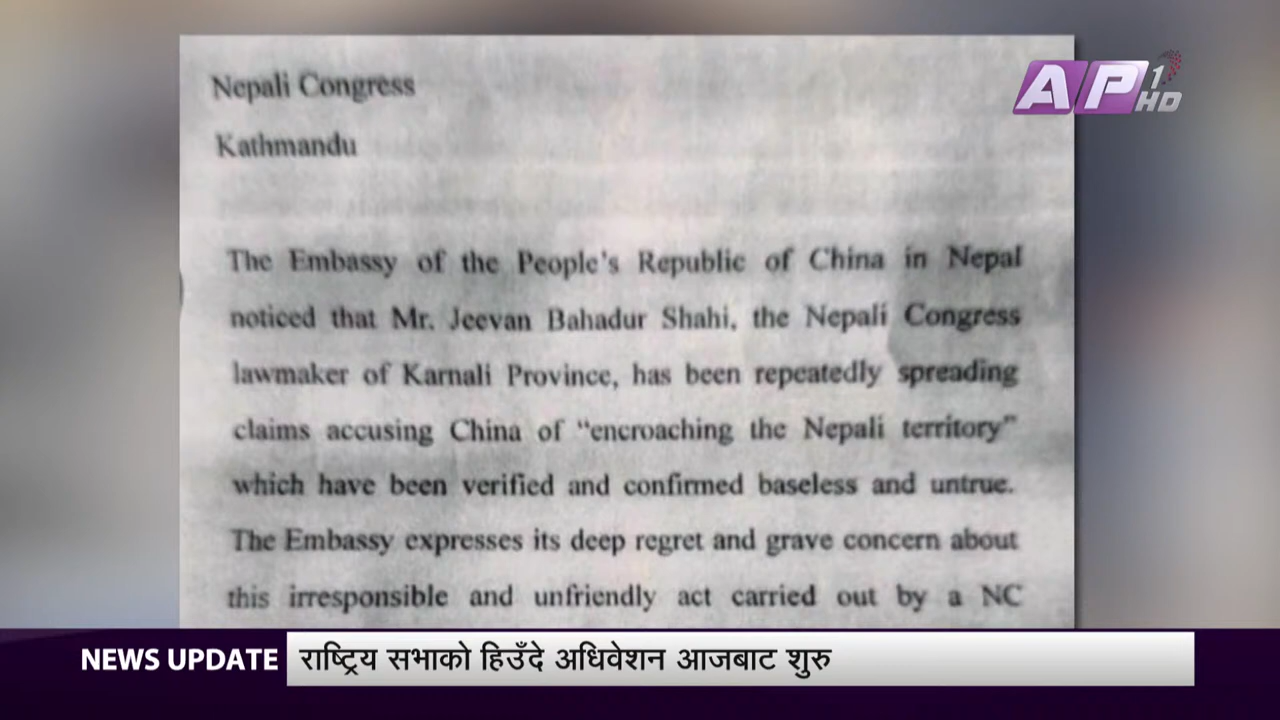 AP1 HD
Nepali Congress
Kathmandu
The Embassy of the People's Republic of China in Nepal
noticed that Mr. Jeevan Bahadur Shahi, the Nepali Congress
lawmaker of Karnali Province, has been repeatedly spreading
claims accusing China of “encroaching the Nepali territory”
which have been verified and confirmed baseless and untrue.
The Embassy expresses its deep regret and grave concern about
this irresponsible and unfriendly act carried out by a NC
NEWS UPDATE राष्ट्रिय सभाको हिउँदे अधिवेशन आजबाट शुरु